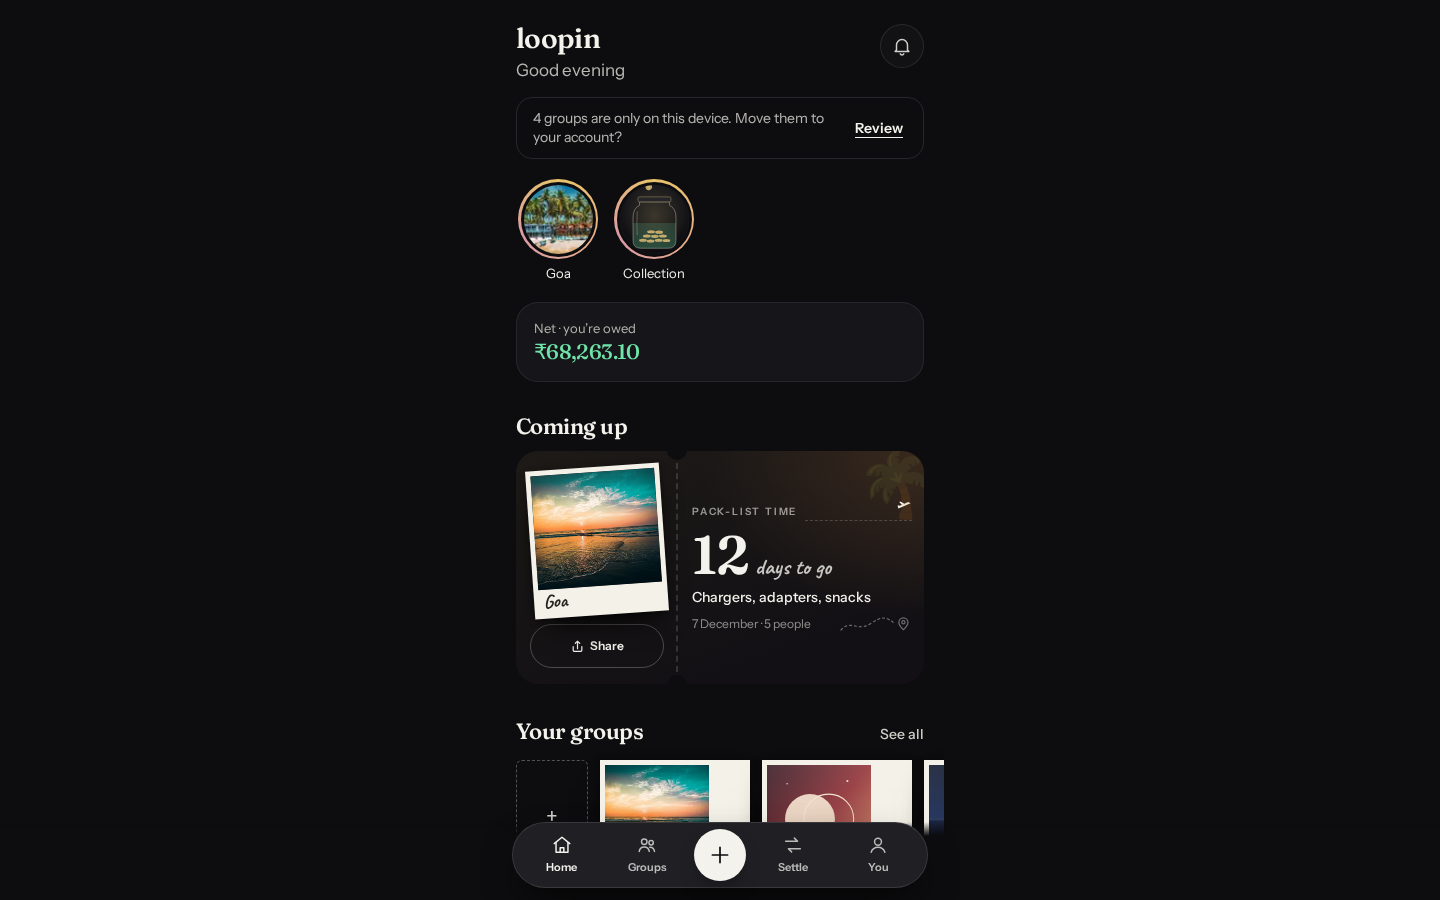 loopin
Good evening
4 groups are only on this device. Move them to
your account?
Review
Goa
Collection
Net · you're owed
₹68,263.10
Coming up
Goa
Share
PACK-LIST TIME
12 days to go
Chargers, adapters, snacks
7 December · 5 people
Your groups
See all
+
Home
Groups
Settle
You